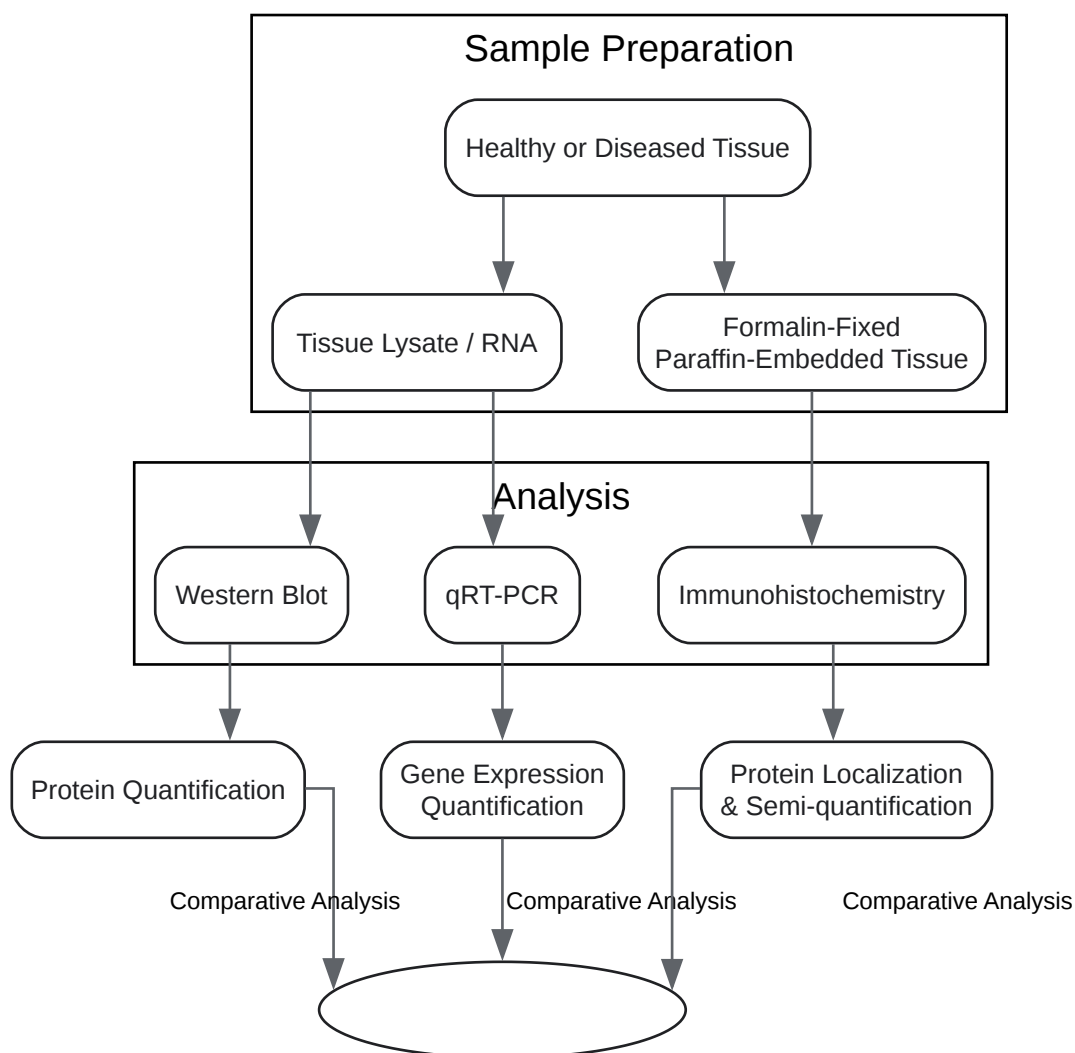 Sample Preparation
Healthy or Diseased Tissue
Tissue Lysate / RNA
Formalin-Fixed
Paraffin-Embedded Tissue
Analysis
Western Blot
qRT-PCR
Immunohistochemistry
Protein Quantification
Gene Expression
Quantification
Protein Localization
& Semi-quantification
Comparative Analysis
Comparative Analysis
Comparative Analysis